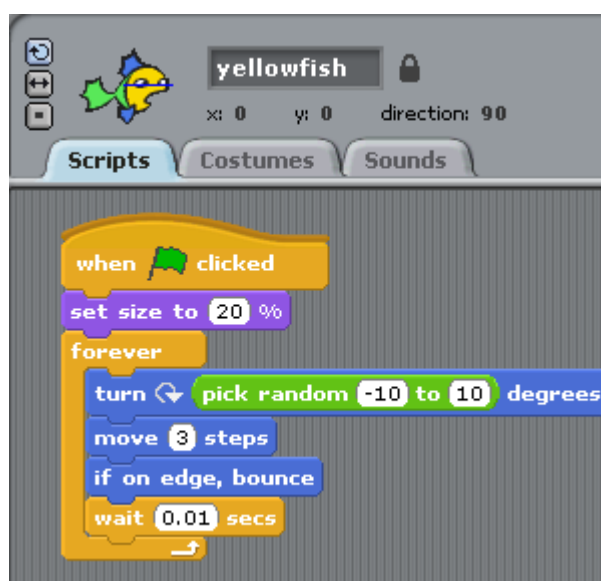 yellowfish
x: 0 y: 0 direction: 90
Scripts Costumes Sounds
when clicked
set size to 20 %
forever
turn pick random -10 to 10 degrees
move 3 steps
if on edge, bounce
wait 0.01 secs